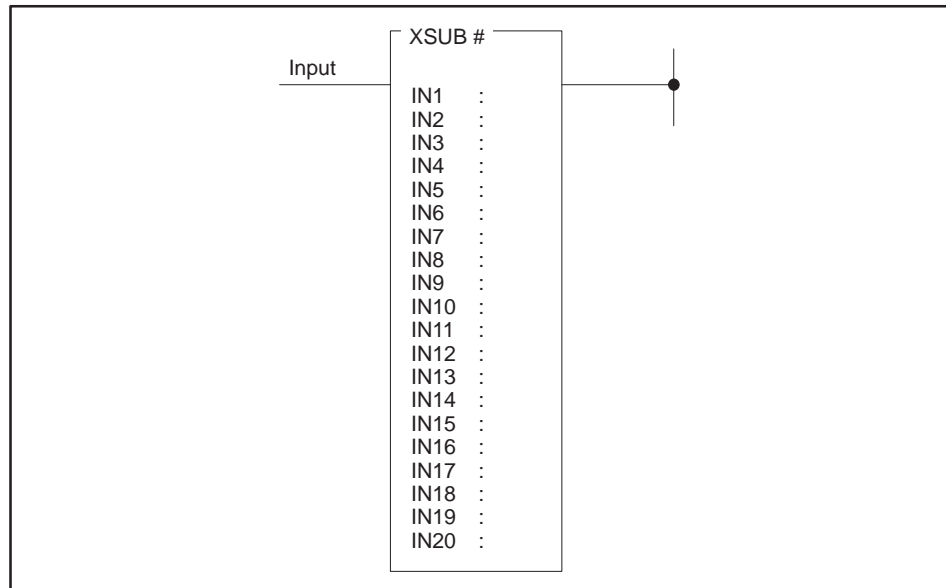 XSUB #
Input
IN1 :
IN2 :
IN3 :
IN4 :
IN5 :
IN6 :
IN7 :
IN8 :
IN9 :
IN10 :
IN11 :
IN12 :
IN13 :
IN14 :
IN15 :
IN16 :
IN17 :
IN18 :
IN19 :
IN20 :